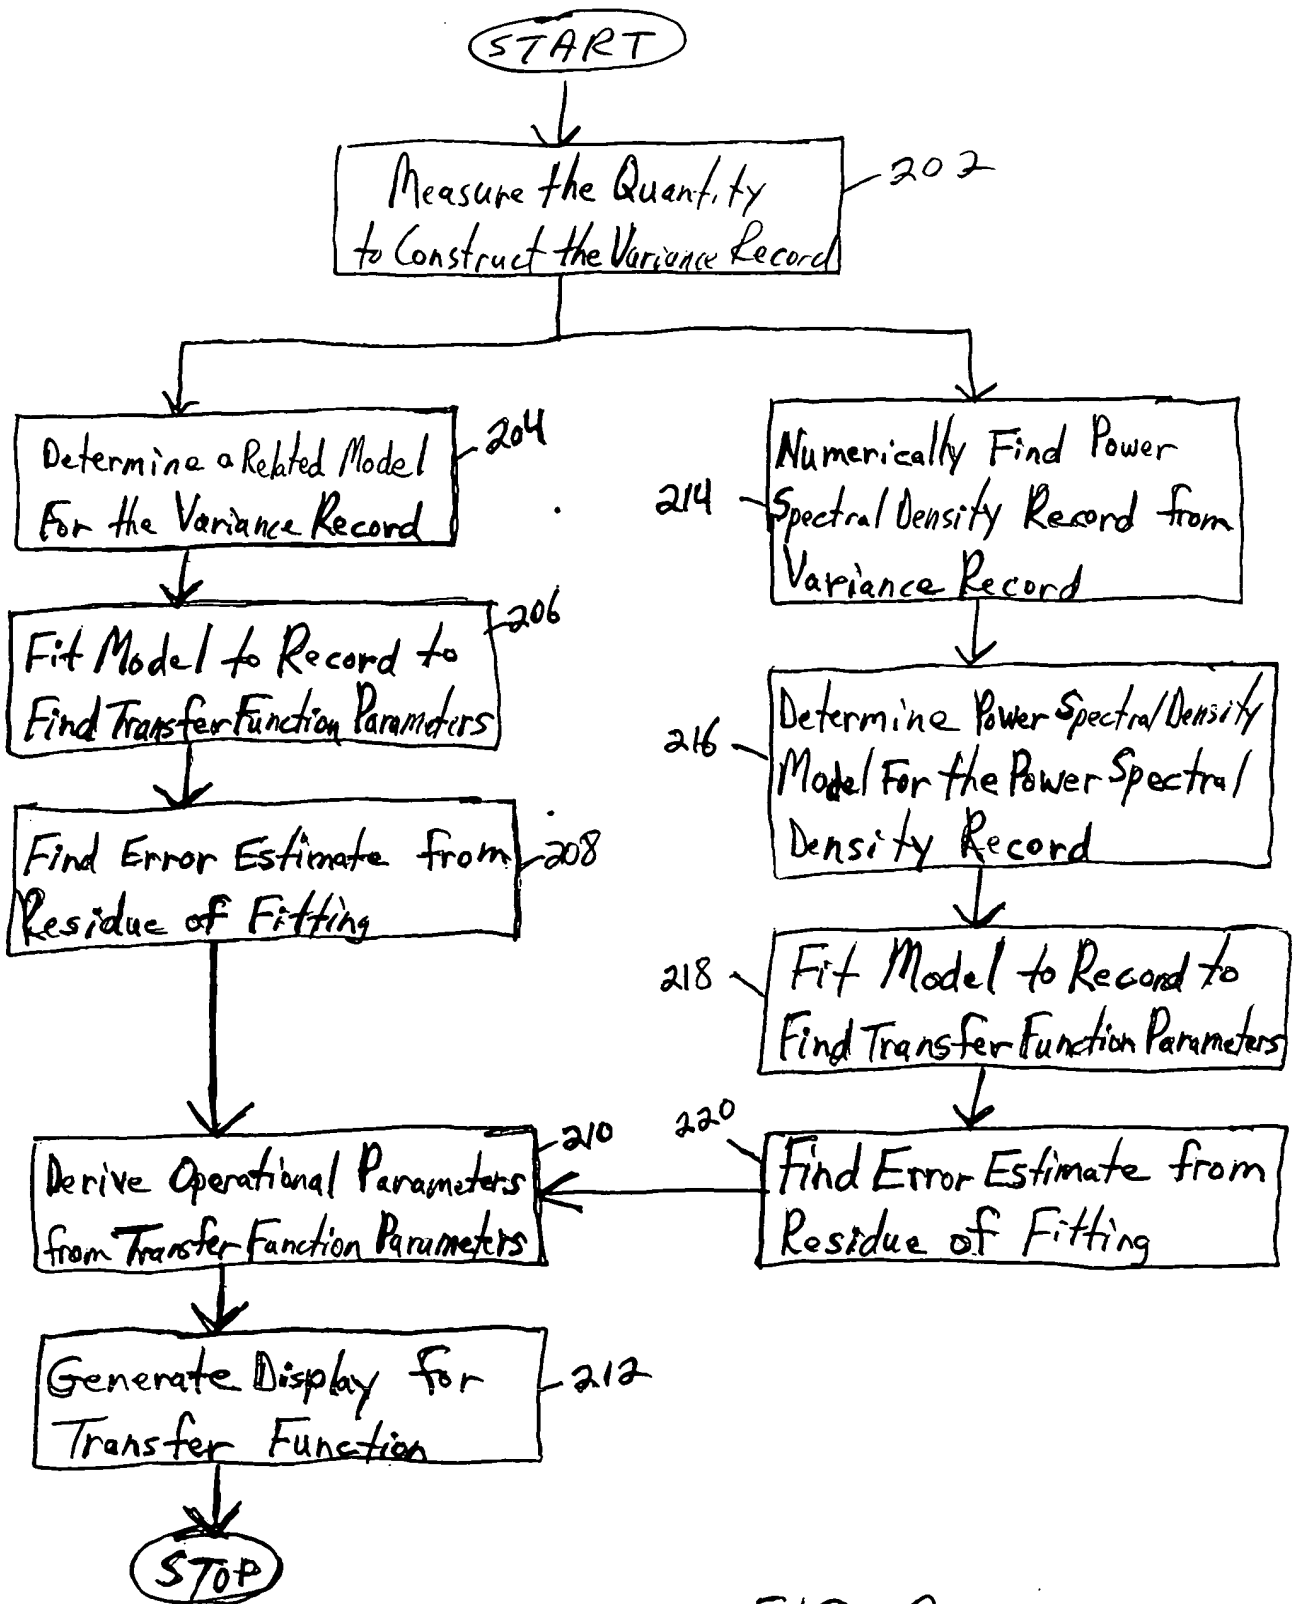 START
Measure the Quantity
to Construct the Variance Record
202
Determine a Related Model
For the Variance Record
204
Fit Model to Record to
Find Transfer Function Parameters
206
Find Error Estimate from
Residue of Fitting
208
Numerically Find Power
Spectral Density Record from
Variance Record
214
Determine Power Spectral Density
Model For the Power Spectral
Density Record
216
Fit Model to Record to
Find Transfer Function Parameters
218
Find Error Estimate from
Residue of Fitting
220
Derive Operational Parameters
from Transfer Function Parameters
210
Generate Display for
Transfer Function
212
STOP